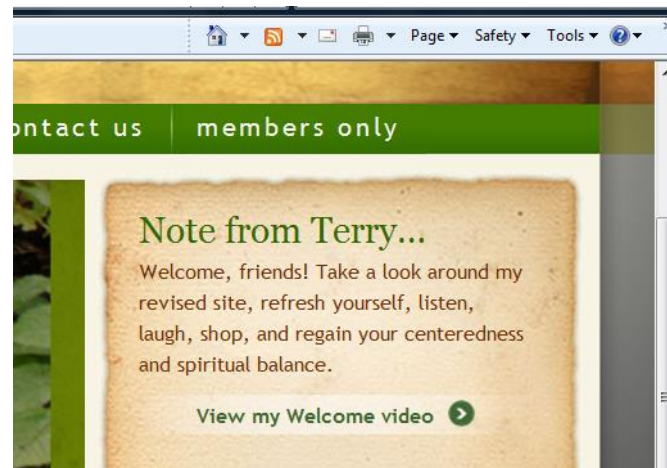 Page Safety Tools
ontact us members only
Note from Terry...
Welcome, friends! Take a look around my
revised site, refresh yourself, listen,
laugh, shop, and regain your centeredness
and spiritual balance.
View my Welcome video